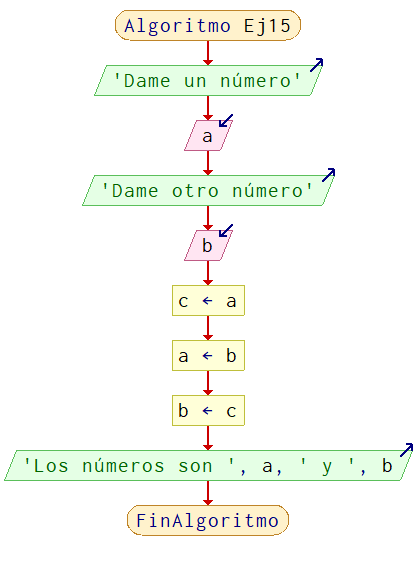 Algoritmo Ej15
'Dame un número'
a
'Dame otro número'
b
c ← a
a ← b
b ← c
'Los números son ', a, ' y ', b
FinAlgoritmo